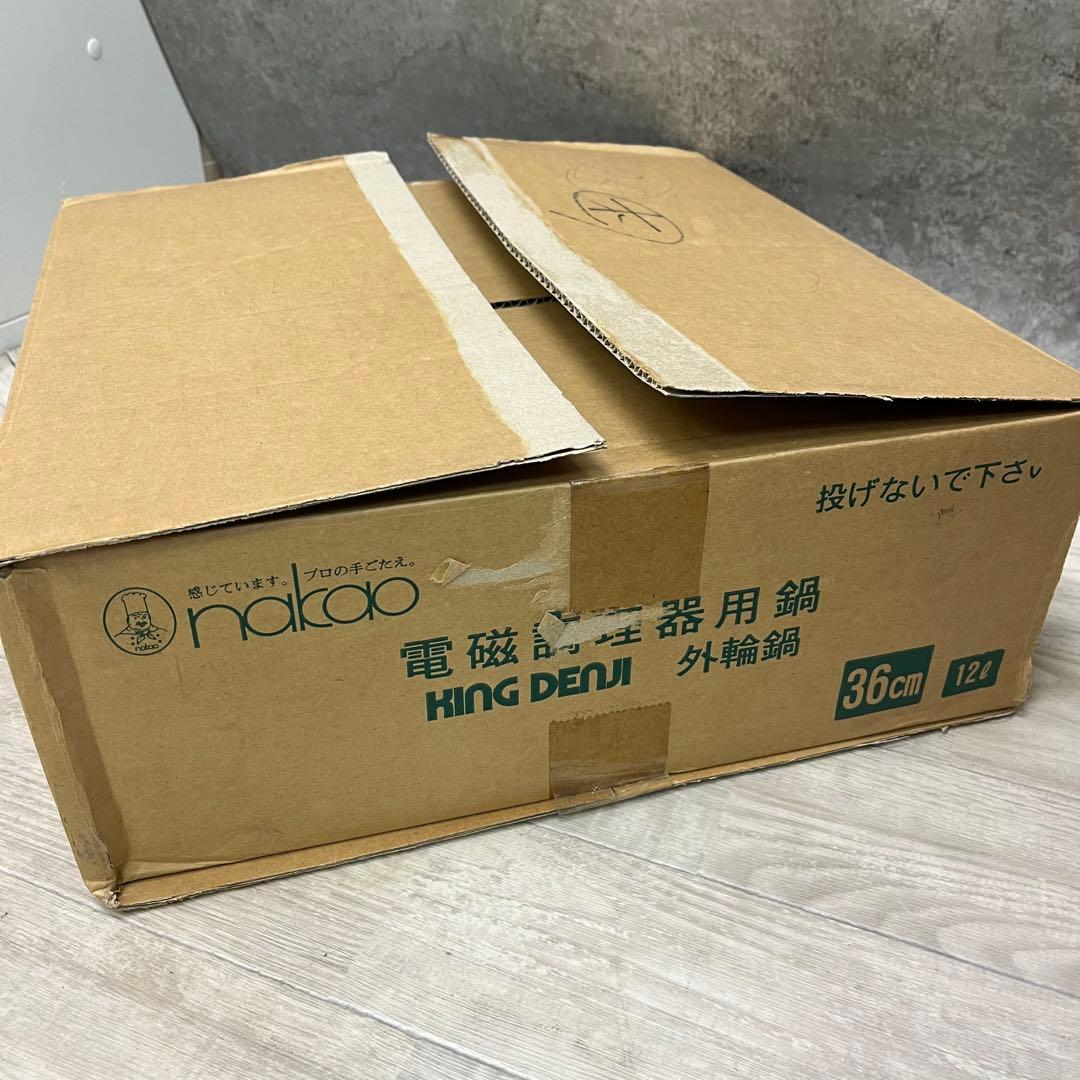 投げないで下さい
感じています。プロの手ごたえ。
nakao
nakao
電磁調理器用鍋
KING DENJI 外輪鍋
36cm 12ℓ